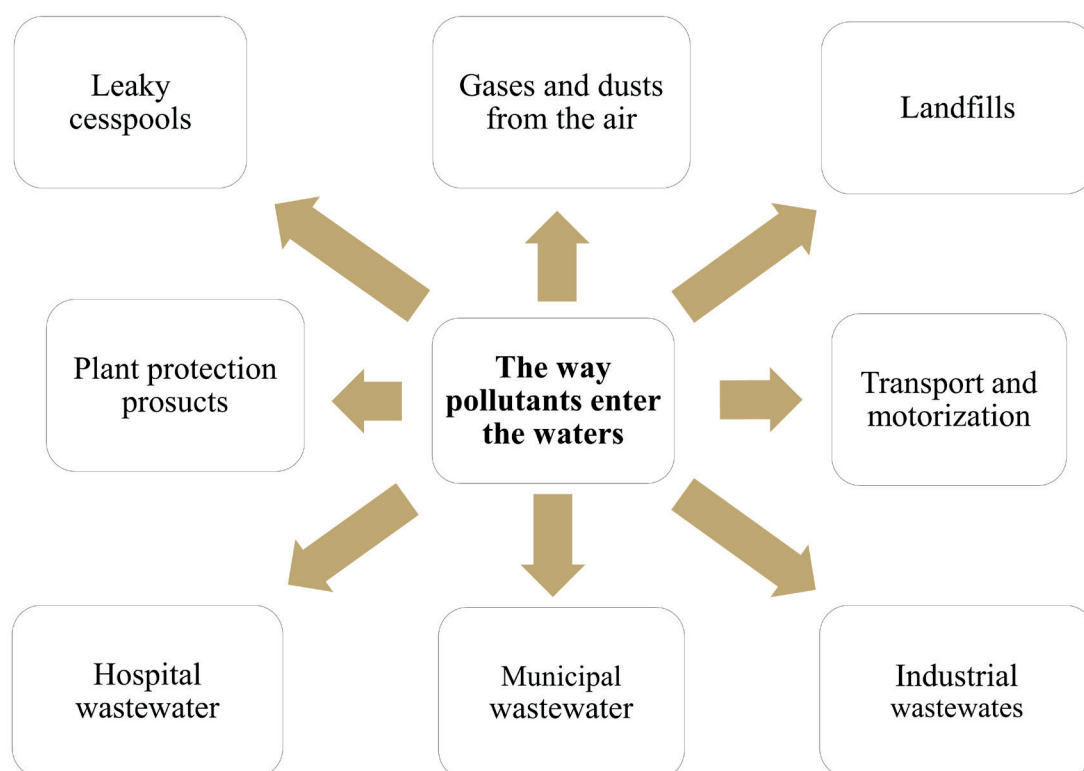 Leaky
cesspools
Gases and dusts
from the air
Landfills
Plant protection
prosucts
The way
pollutants enter
the waters
Transport and
motorization
Hospital
wastewater
Municipal
wastewater
Industrial
wastewates